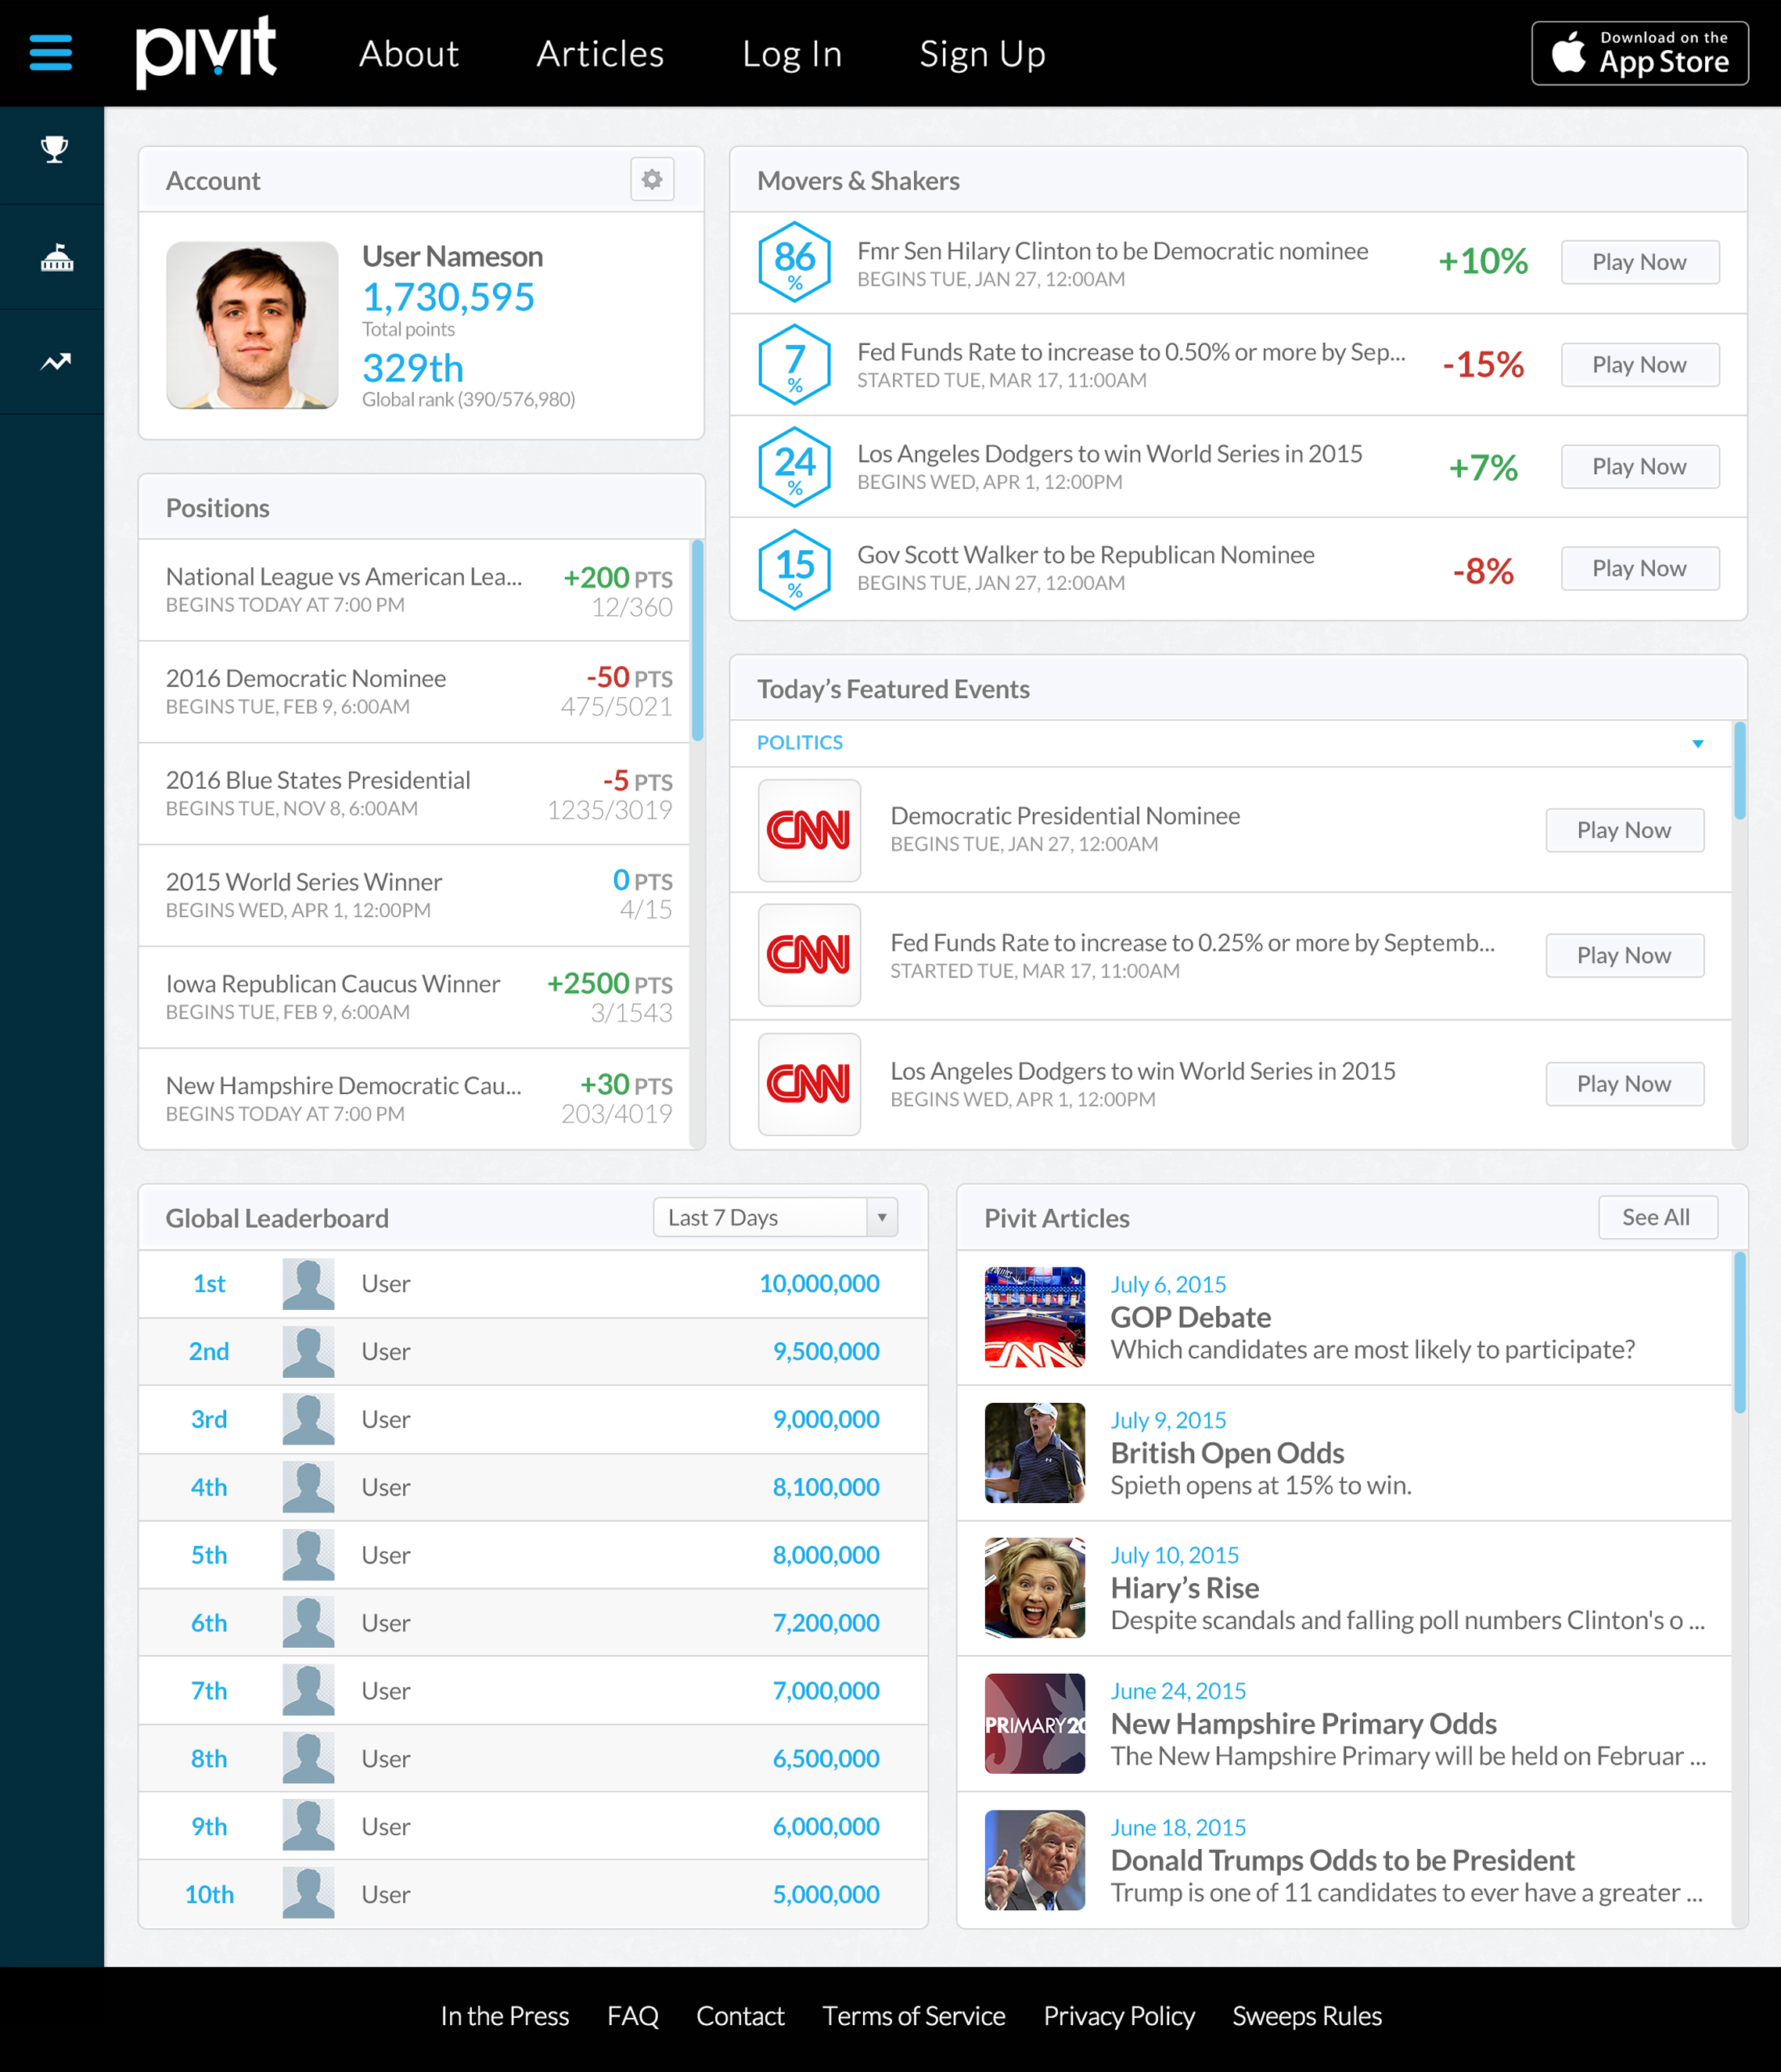 pivit
About
Articles
Log In
Sign Up
Download on the
App Store
Account
User Nameson
1,730,595
Total points
329th
Global rank (390/576,980)
Positions
National League vs American Lea...
BEGINS TODAY AT 7:00 PM
+200 PTS
12/360
2016 Democratic Nominee
BEGINS TUE, FEB 9, 6:00AM
-50 PTS
475/5021
2016 Blue States Presidential
BEGINS TUE, NOV 8, 6:00AM
-5 PTS
1235/3019
2015 World Series Winner
BEGINS WED, APR 1, 12:00PM
0 PTS
4/15
Iowa Republican Caucus Winner
BEGINS TUE, FEB 9, 6:00AM
+2500 PTS
3/1543
New Hampshire Democratic Cau...
BEGINS TODAY AT 7:00 PM
+30 PTS
203/4019
Movers & Shakers
86
%
Fmr Sen Hilary Clinton to be Democratic nominee
BEGINS TUE, JAN 27, 12:00AM
+10%
Play Now
7
%
Fed Funds Rate to increase to 0.50% or more by Sep...
STARTED TUE, MAR 17, 11:00AM
-15%
Play Now
24
%
Los Angeles Dodgers to win World Series in 2015
BEGINS WED, APR 1, 12:00PM
+7%
Play Now
15
%
Gov Scott Walker to be Republican Nominee
BEGINS TUE, JAN 27, 12:00AM
-8%
Play Now
Today’s Featured Events
POLITICS
CNN
Democratic Presidential Nominee
BEGINS TUE, JAN 27, 12:00AM
Play Now
CNN
Fed Funds Rate to increase to 0.25% or more by Septemb...
STARTED TUE, MAR 17, 11:00AM
Play Now
CNN
Los Angeles Dodgers to win World Series in 2015
BEGINS WED, APR 1, 12:00PM
Play Now
Global Leaderboard
Last 7 Days
1st User 10,000,000
2nd User 9,500,000
3rd User 9,000,000
4th User 8,100,000
5th User 8,000,000
6th User 7,200,000
7th User 7,000,000
8th User 6,500,000
9th User 6,000,000
10th User 5,000,000
Pivit Articles
See All
CNN
July 6, 2015
GOP Debate
Which candidates are most likely to participate?
July 9, 2015
British Open Odds
Spieth opens at 15% to win.
July 10, 2015
Hiary’s Rise
Despite scandals and falling poll numbers Clinton's o ...
PRIMARY20
June 24, 2015
New Hampshire Primary Odds
The New Hampshire Primary will be held on Februar ...
June 18, 2015
Donald Trumps Odds to be President
Trump is one of 11 candidates to ever have a greater ...
In the Press
FAQ
Contact
Terms of Service
Privacy Policy
Sweeps Rules